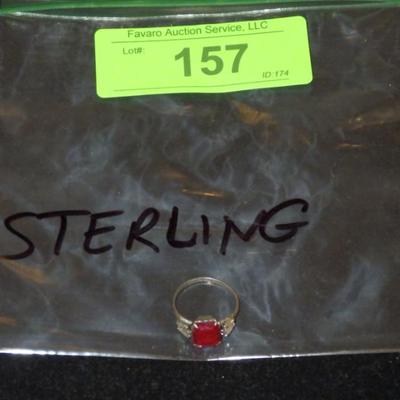 Favaro Auction Service, LLC
Lot#:
157
ID:174
STERLING